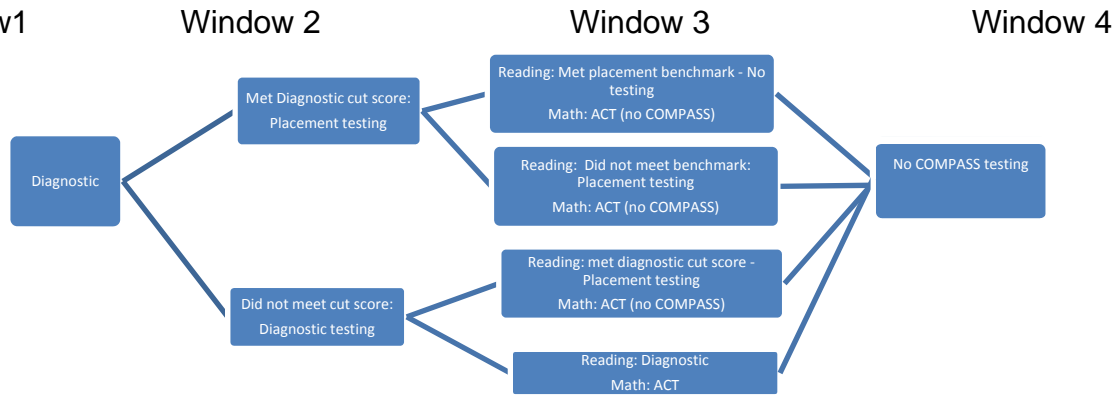 w1 Window 2 Window 3 Window 4
Diagnostic
Met Diagnostic cut score:
Placement testing
Did not meet cut score:
Diagnostic testing
Reading: Met placement benchmark - No
testing
Math: ACT (no COMPASS)
Reading:  Did not meet benchmark:
Placement testing
Math: ACT (no COMPASS)
Reading: met diagnostic cut score -
Placement testing
Math: ACT (no COMPASS)
Reading: Diagnostic
Math: ACT
No COMPASS testing